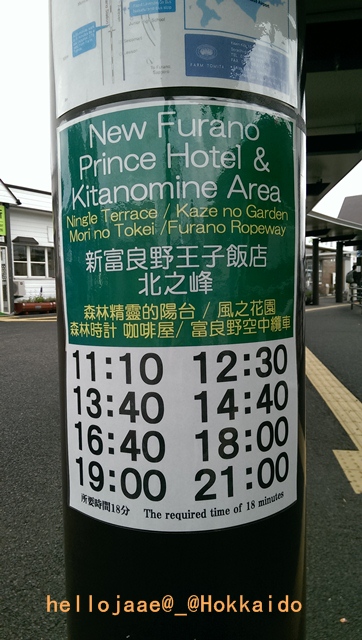 New Furano
Prince Hotel &
Kitanomine Area
Ningle Terrace / Kaze no Garden
Mori no Tokei /Furano Ropeway
新富良野王子飯店
北之峰
森林精靈的陽台 / 風之花園
森林時計 咖啡屋/ 富良野空中纜車
11:10 12:30
13:40 14:40
16:40 18:00
19:00 21:00
所要時間18分 The required time of 18 minutes
hellojaae@_@Hokkaido